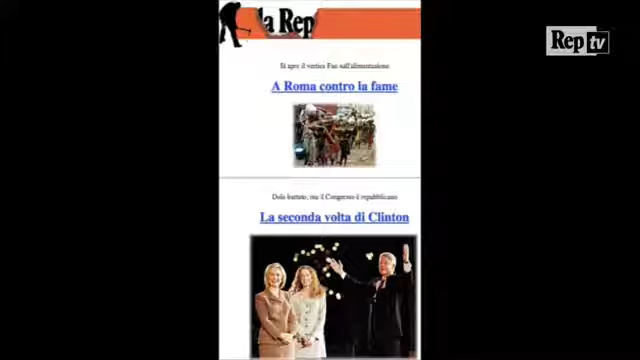 la Rep
Rep tv
Si apre il vertice Fao sull'alimentazione
A Roma contro la fame
Dole battuto, ma il Congresso è repubblicano
La seconda volta di Clinton